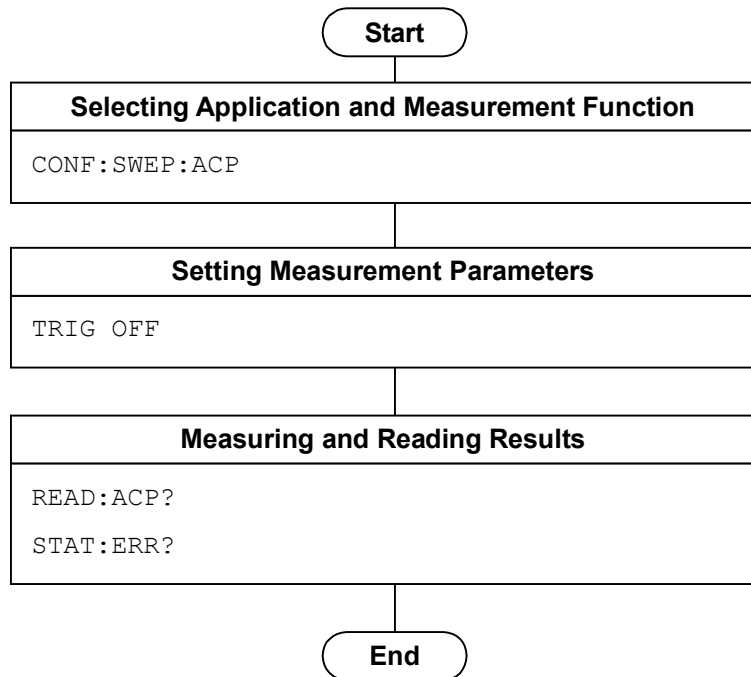 Start
Selecting Application and Measurement Function
CONF:SWEP:ACP
Setting Measurement Parameters
TRIG OFF
Measuring and Reading Results
READ:ACP?
STAT:ERR?
End